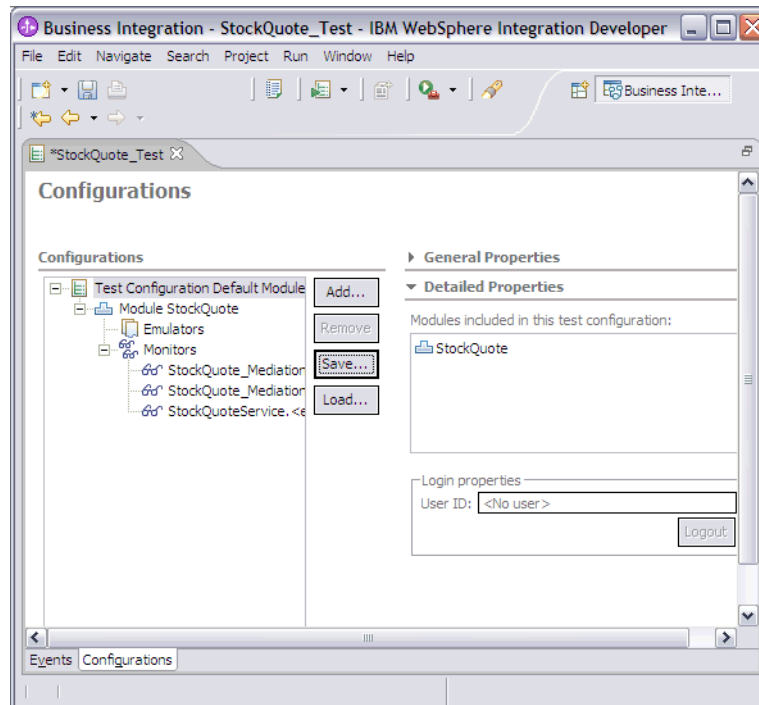 Business Integration - StockQuote_Test - IBM WebSphere Integration Developer
File Edit Navigate Search Project Run Window Help
Business Inte...
*StockQuote_Test
Configurations
Configurations
Test Configuration Default Module
Module StockQuote
Emulators
Monitors
StockQuote_Mediation
StockQuote_Mediation
StockQuoteService.<e
Add...
Remove
Save...
Load...
General Properties
Detailed Properties
Modules included in this test configuration:
StockQuote
Login properties
User ID: <No user>
Logout
Events Configurations